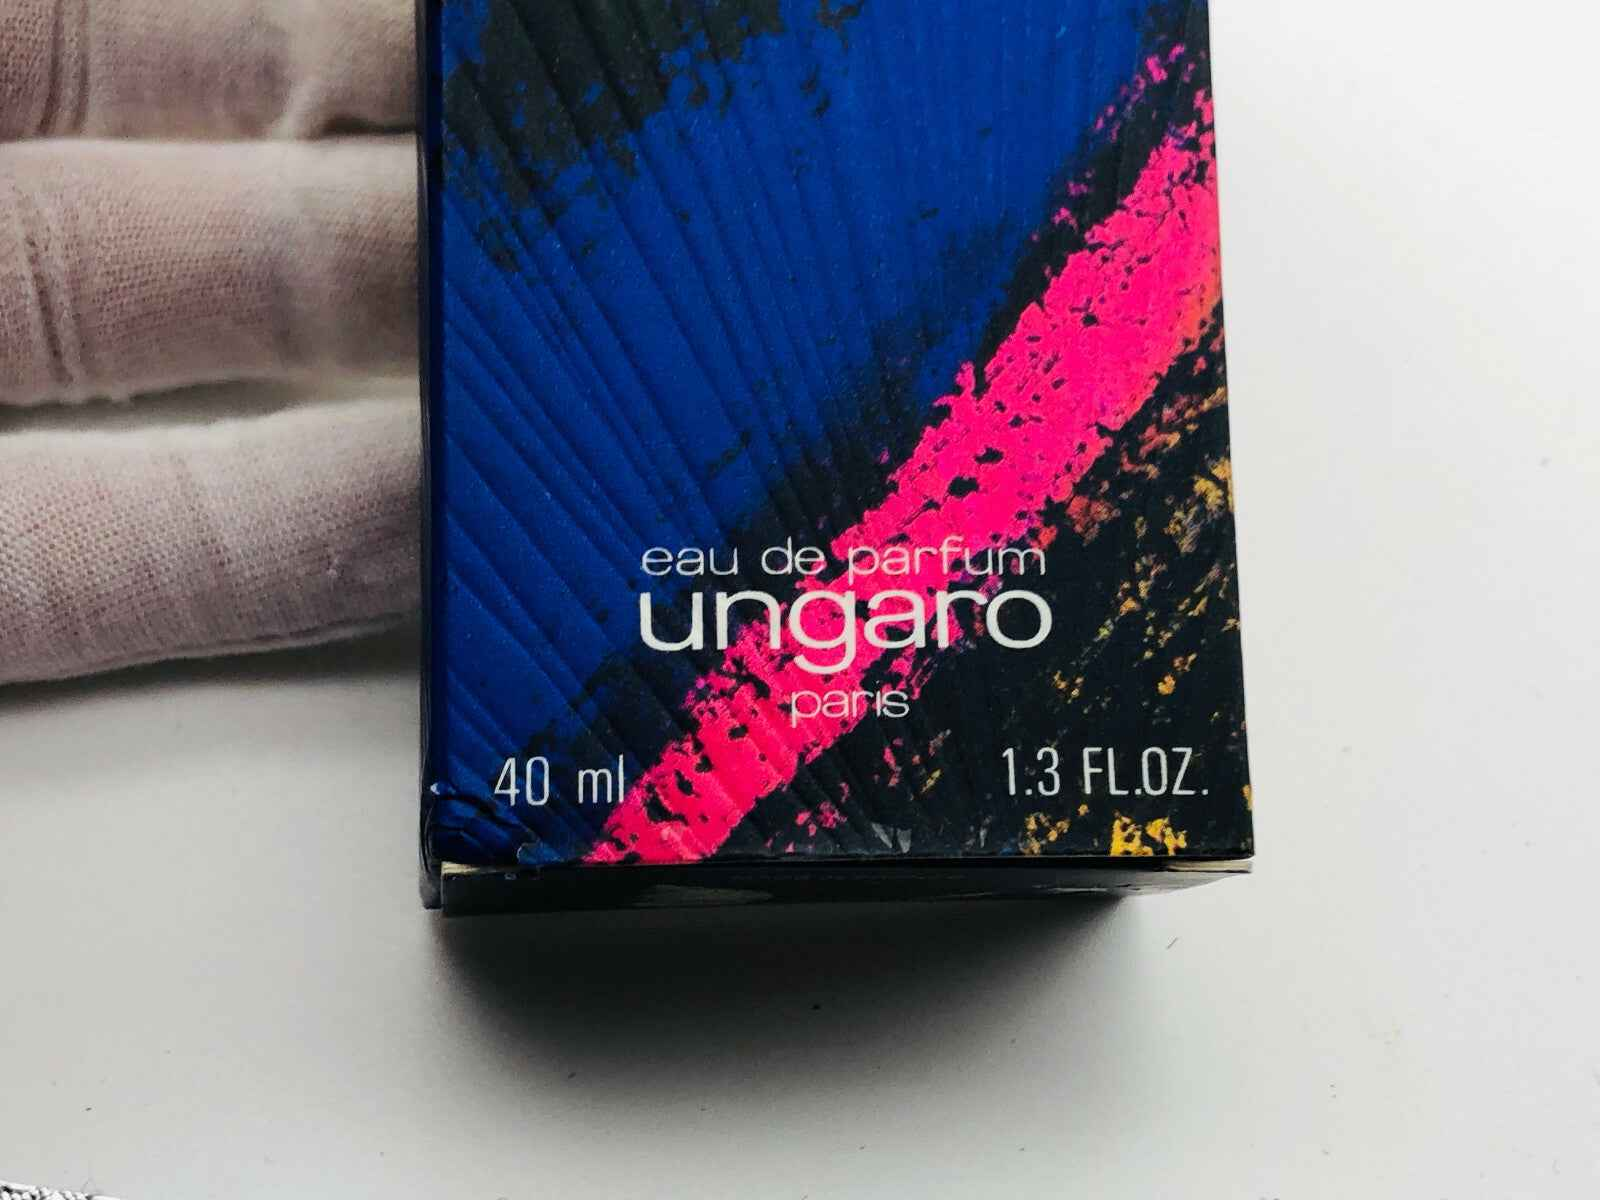 eau de parfum
ungaro
paris
40 ml
1.3 FL.OZ.